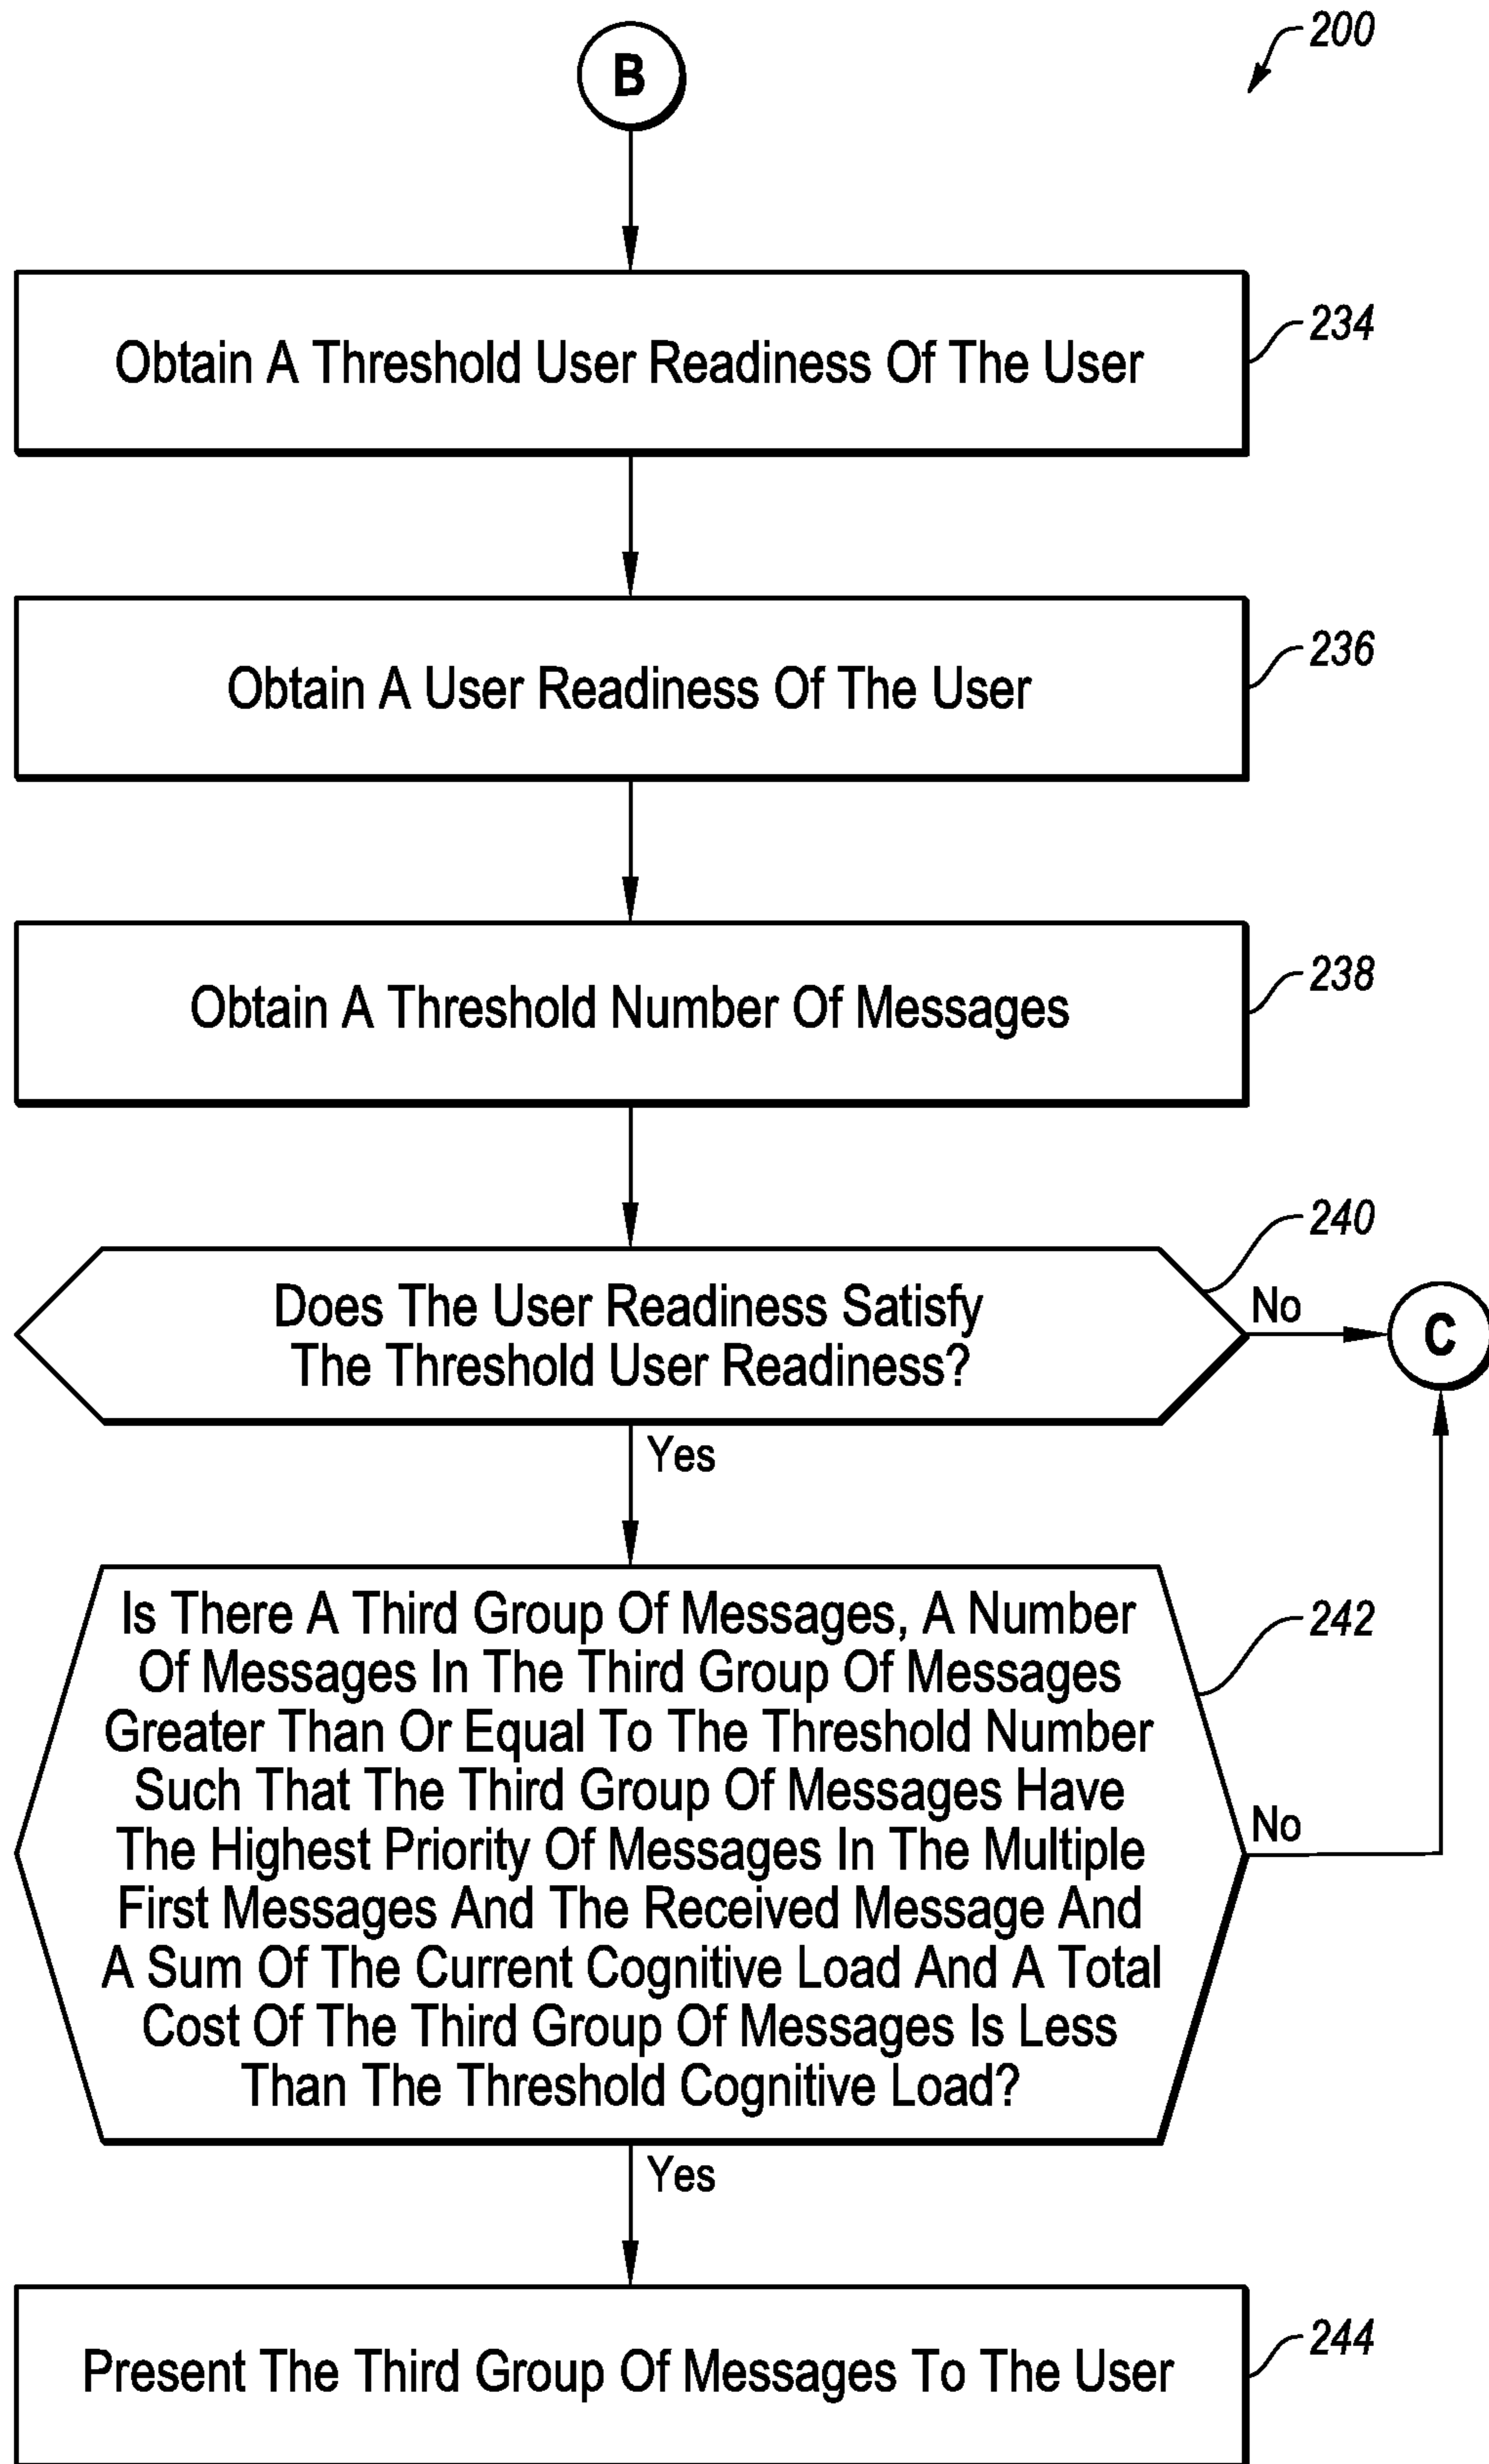 200
B
Obtain A Threshold User Readiness Of The User
234
Obtain A User Readiness Of The User
236
Obtain A Threshold Number Of Messages
238
240
Does The User Readiness Satisfy
The Threshold User Readiness?
No
C
Yes
Is There A Third Group Of Messages, A Number
Of Messages In The Third Group Of Messages
Greater Than Or Equal To The Threshold Number
Such That The Third Group Of Messages Have
The Highest Priority Of Messages In The Multiple
First Messages And The Received Message And
A Sum Of The Current Cognitive Load And A Total
Cost Of The Third Group Of Messages Is Less
Than The Threshold Cognitive Load?
242
No
Yes
Present The Third Group Of Messages To The User
244